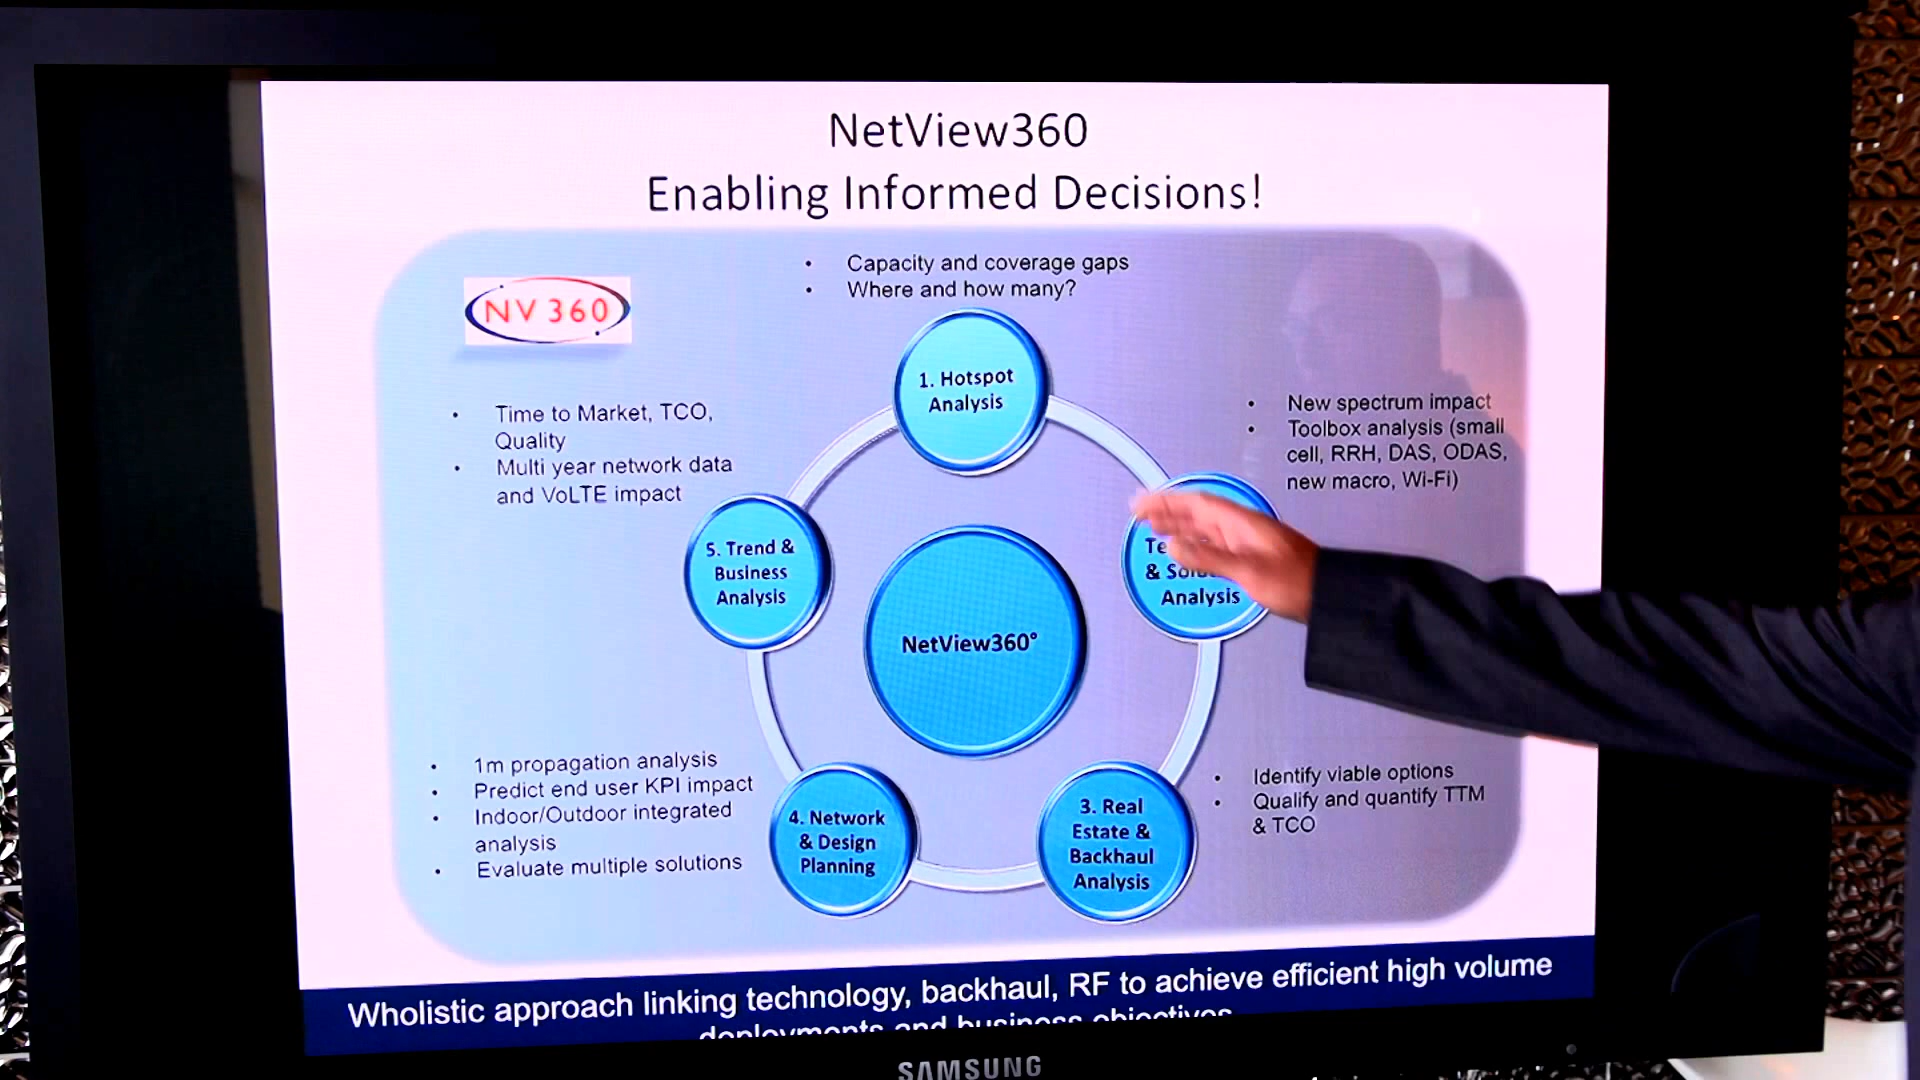 NetView360
Enabling Informed Decisions!
• Capacity and coverage gaps
• Where and how many?
NV 360
1. Hotspot
Analysis
• Time to Market, TCO,
Quality
• Multi year network data
and VoLTE impact
• New spectrum impact
• Toolbox analysis (small
cell, RRH, DAS, ODAS,
new macro, Wi-Fi)
5. Trend &
Business
Analysis
&
Analysis
NetView360°
• 1m propagation analysis
• Predict end user KPI impact
• Indoor/Outdoor integrated
analysis
• Evaluate multiple solutions
4. Network
& Design
Planning
3. Real
Estate &
Backhaul
Analysis
• Identify viable options
• Qualify and quantify TTM
& TCO
Wholistic approach linking technology, backhaul, RF to achieve efficient high volume
deployments and business objectives
SAMSUNG